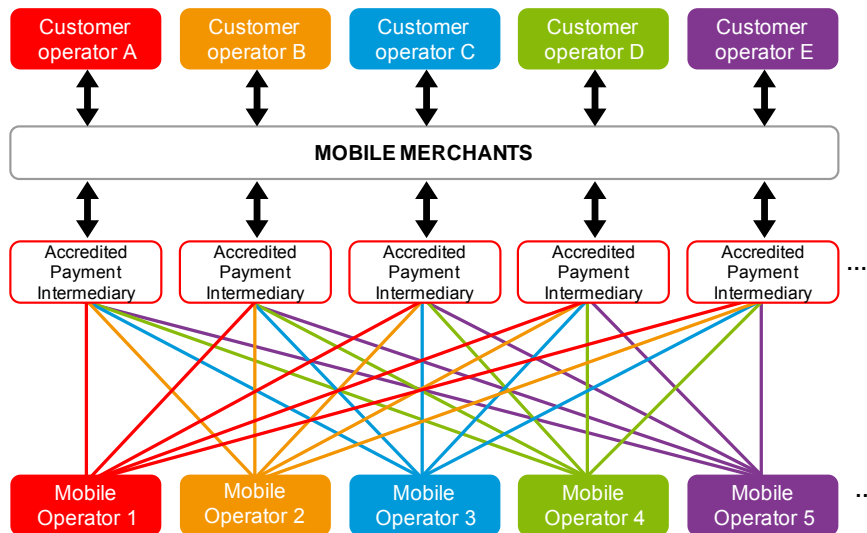 Customer
operator A
Customer
operator B
Customer
operator C
Customer
operator D
Customer
operator E
MOBILE MERCHANTS
Accredited
Payment
Intermediary
Accredited
Payment
Intermediary
Accredited
Payment
Intermediary
Accredited
Payment
Intermediary
Accredited
Payment
Intermediary
...
Mobile
Operator 1
Mobile
Operator 2
Mobile
Operator 3
Mobile
Operator 4
Mobile
Operator 5
...